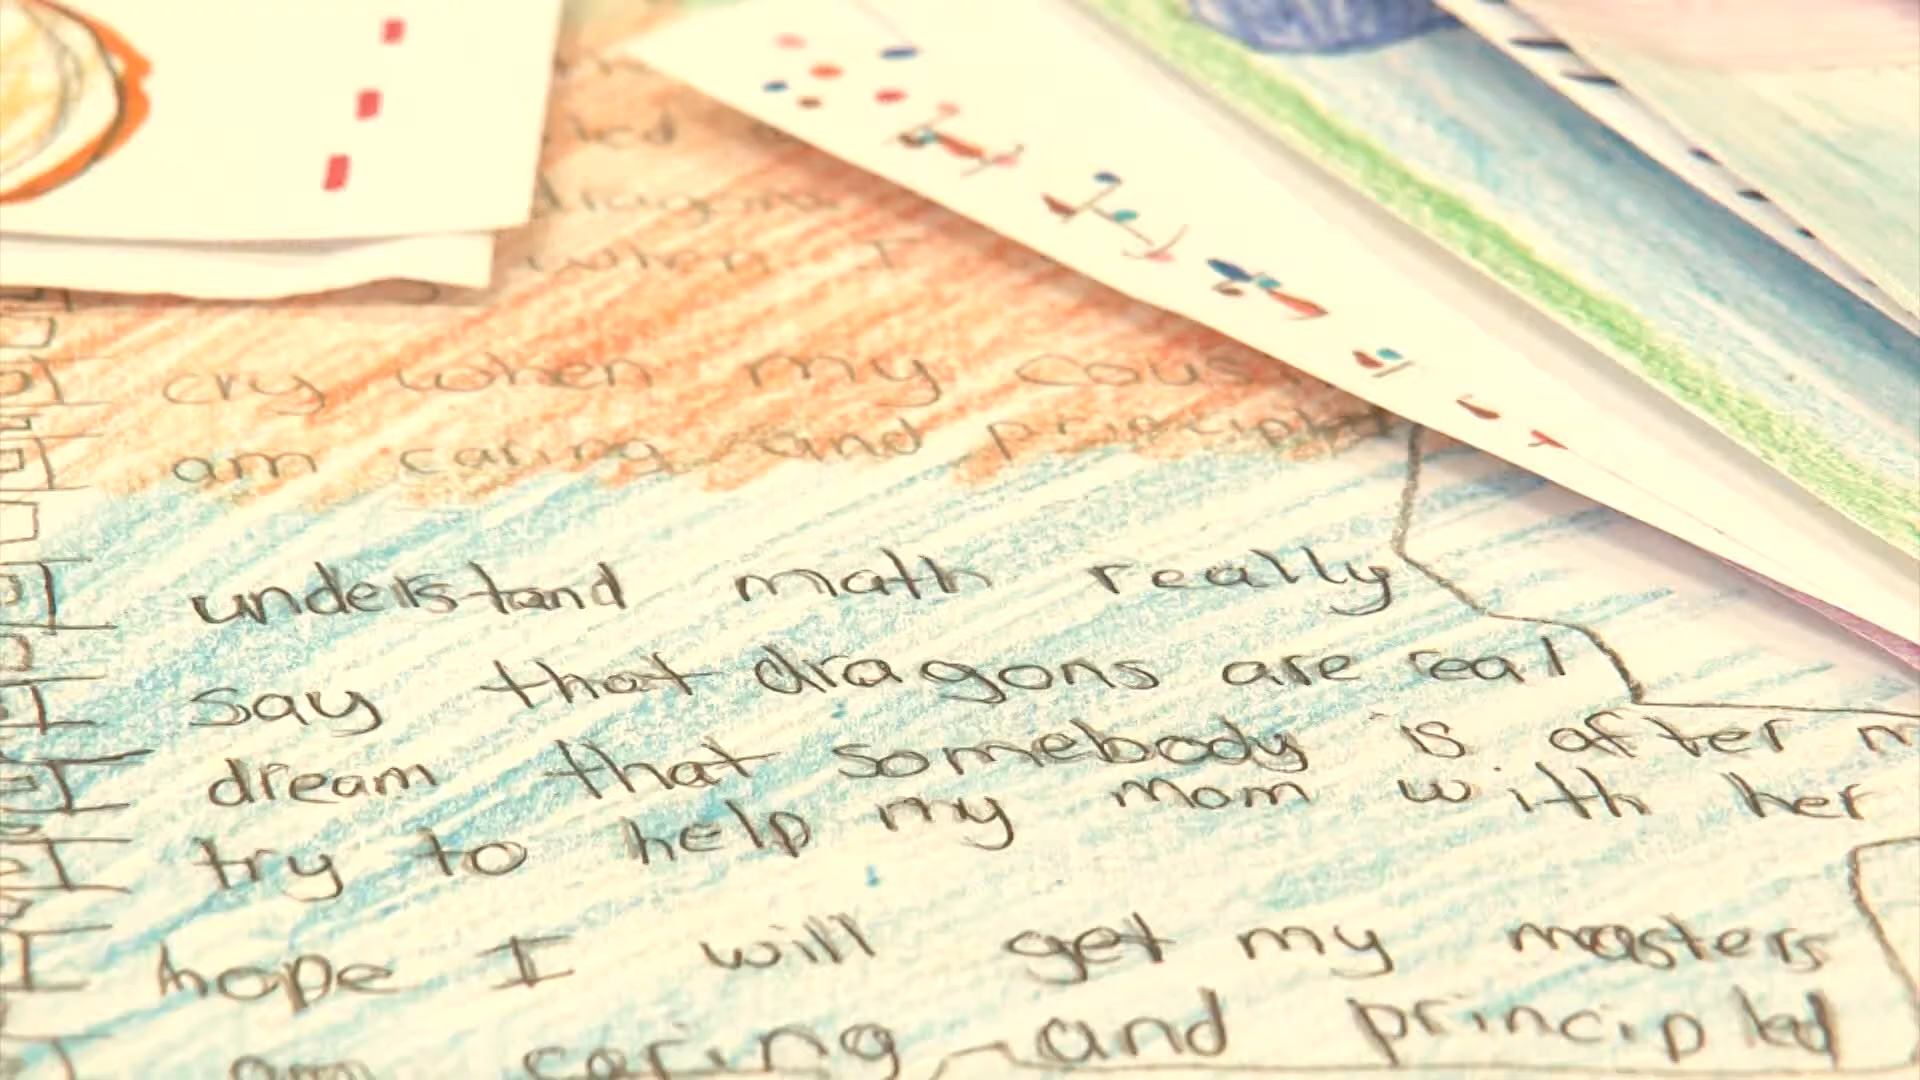 when I
I cry when my
I am caring and
I understand math really
I say that dragons are real
I dream that somebody is after
I try to help my mom with her
I hope I will get my masters
I am caring and principled